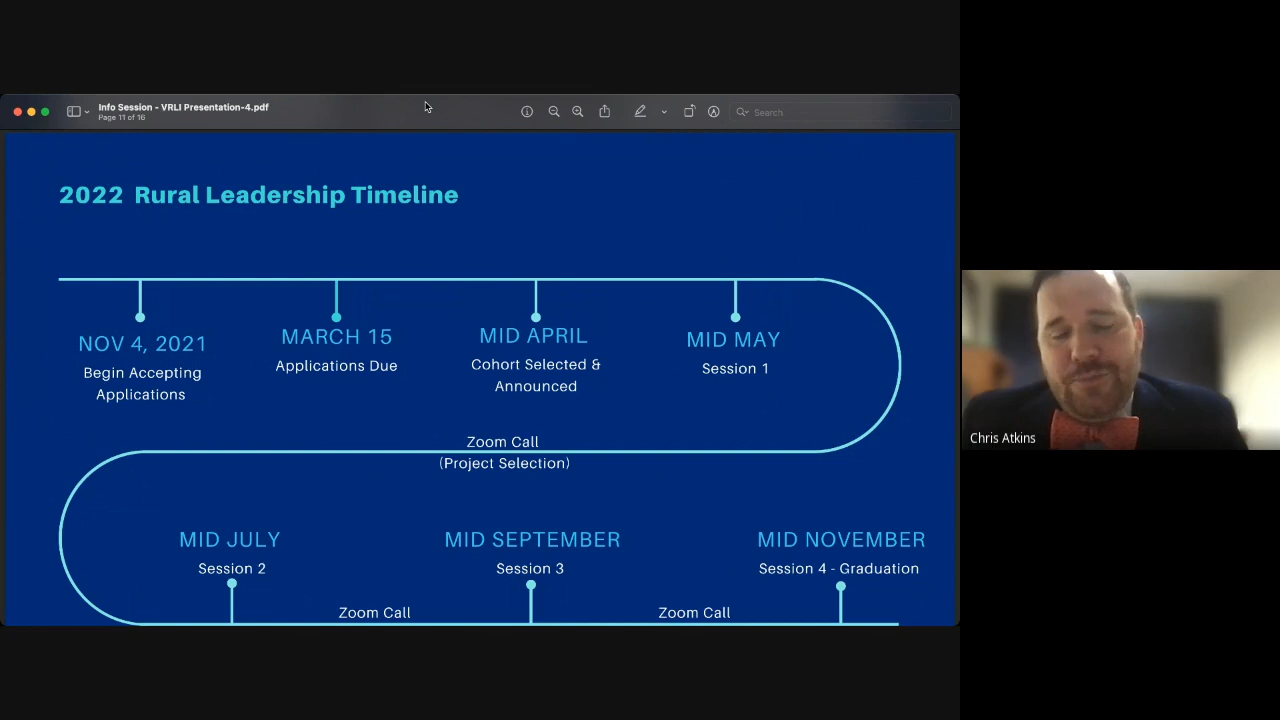 Info Session - VRLI Presentation-4.pdf
Page 11 of 16
Search
2022 Rural Leadership Timeline
NOV 4, 2021
Begin Accepting
Applications
MARCH 15
Applications Due
MID APRIL
Cohort Selected &
Announced
MID MAY
Session 1
Zoom Call
(Project Selection)
MID JULY
Session 2
Zoom Call
MID SEPTEMBER
Session 3
Zoom Call
MID NOVEMBER
Session 4 - Graduation
Chris Atkins